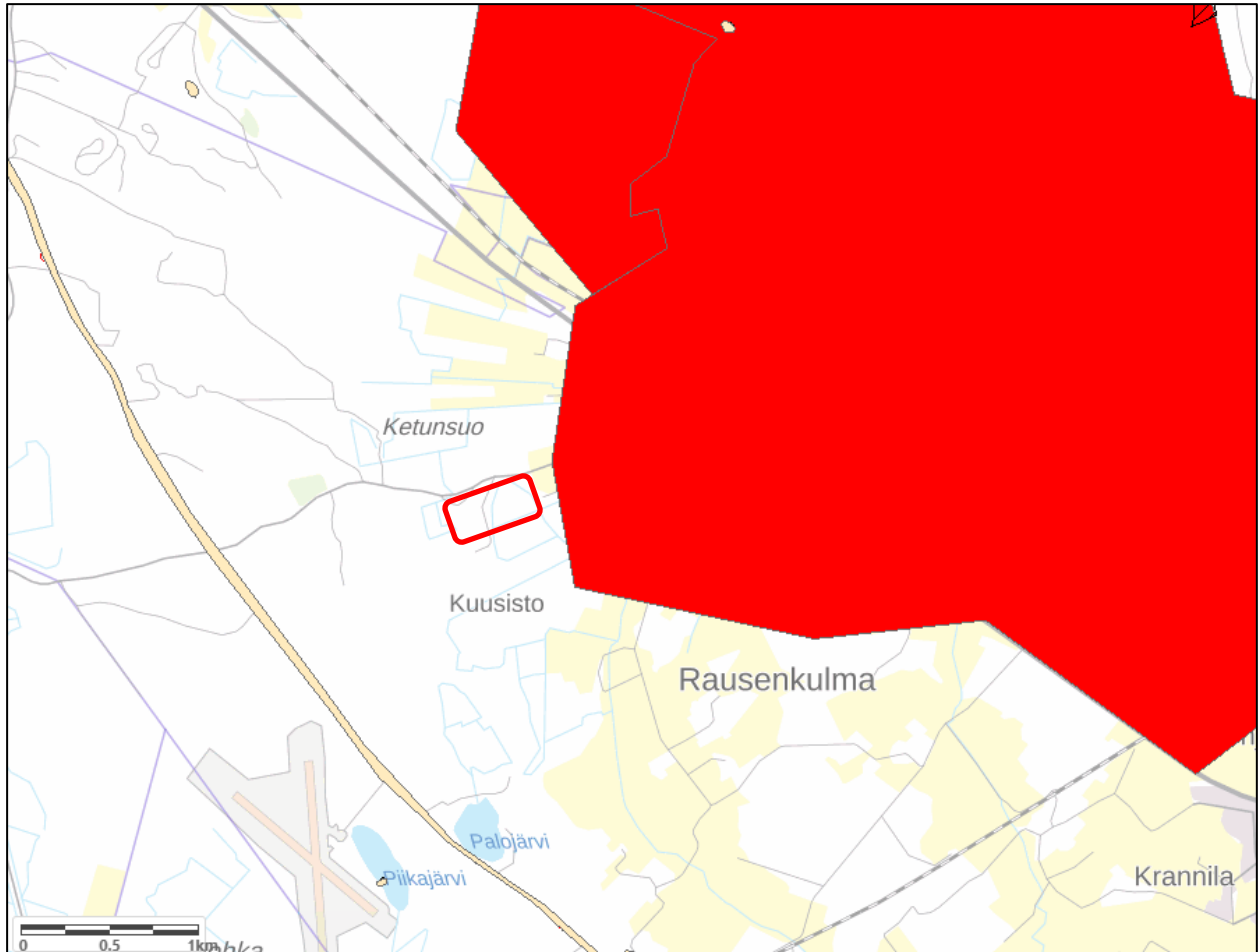 Ketunsuo
Kuusisto
Rausenkulma
Palojärvi
Piikajärvi
Krannila
0 0.5 1km